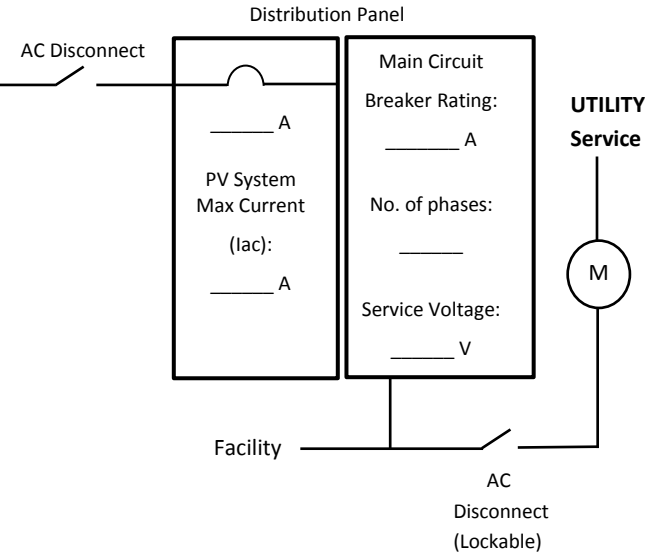 Distribution Panel
AC Disconnect
______ A
PV System
Max Current
(Iac):
______ A
Main Circuit
Breaker Rating:
_______ A
No. of phases:
______
Service Voltage:
______ V
UTILITY
Service
M
Facility
AC
Disconnect
(Lockable)